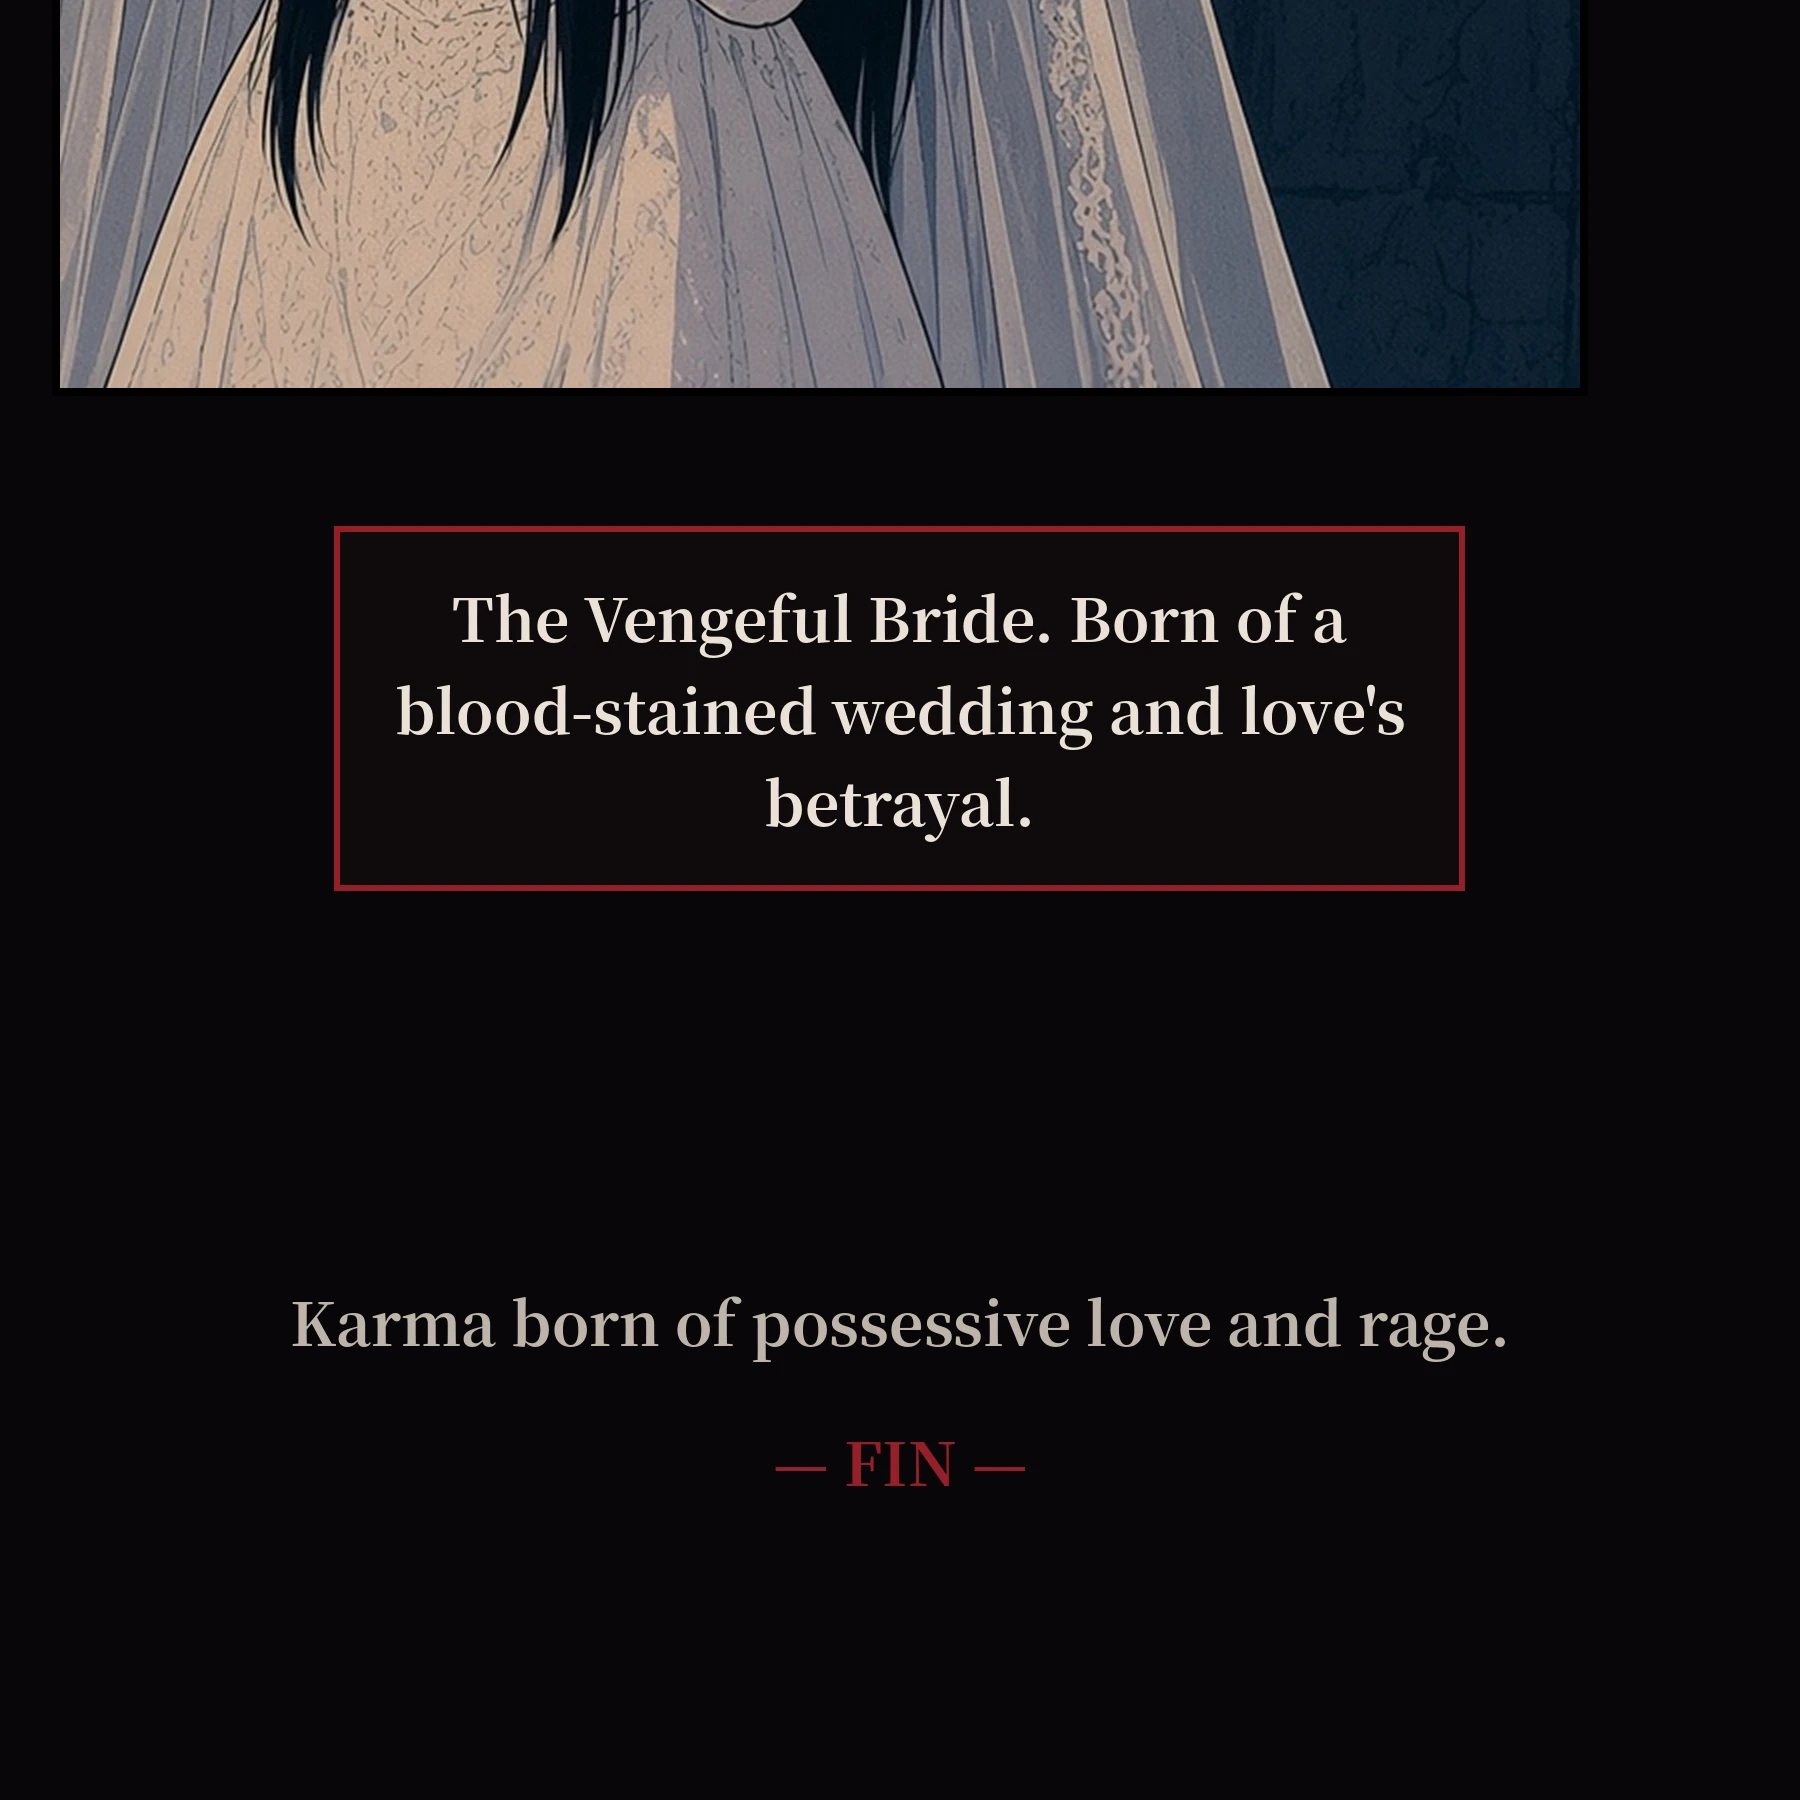 The Vengeful Bride. Born of a
blood-stained wedding and love's
betrayal.
Karma born of possessive love and rage.
— FIN —